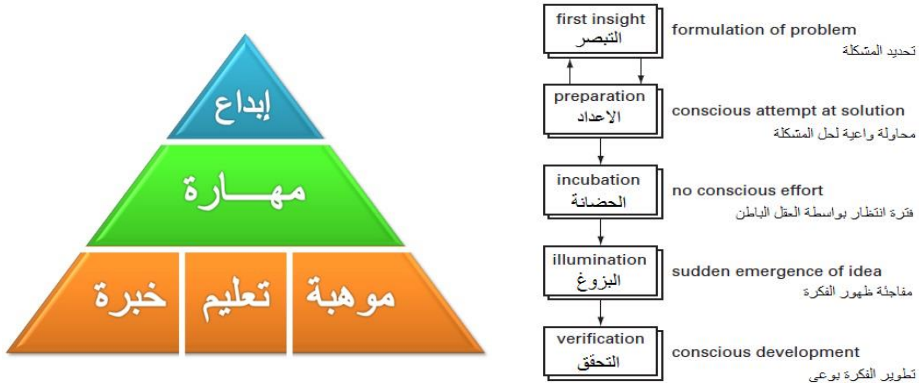 إبداع
مهـــارة
موهبة
تعليم
خبرة
first insight
التبصر
formulation of problem
تحديد المشكلة
preparation
الاعداد
conscious attempt at solution
محاولة واعية لحل المشكلة
incubation
الحضانة
no conscious effort
فترة انتظار بواسطة العقل الباطن
illumination
البزوغ
sudden emergence of idea
مفاجئة ظهور الفكرة
verification
التحقق
conscious development
تطوير الفكرة بوعى